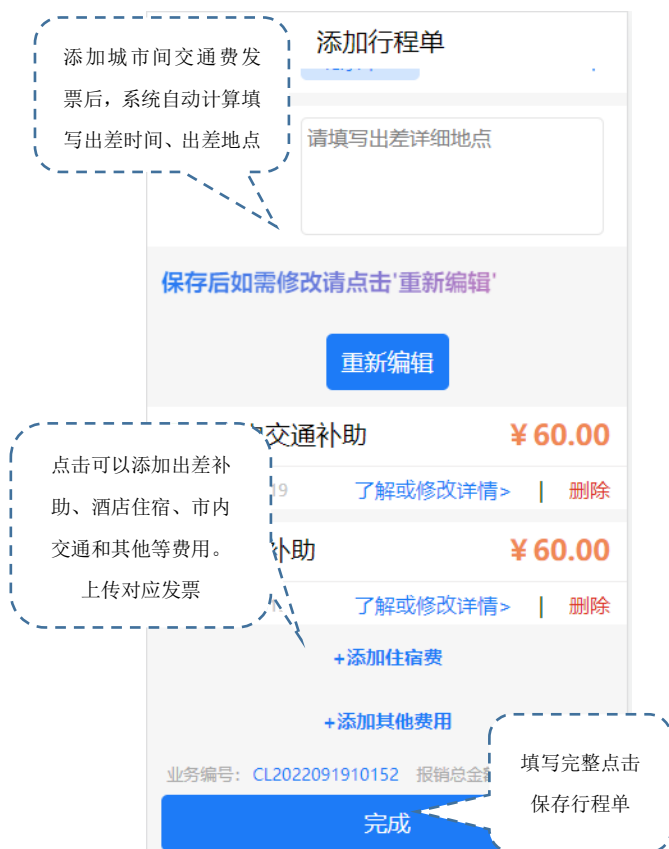 添加行程单
添加城市间交通费发
票后，系统自动计算填
写出差时间、出差地点
请填写出差详细地点
保存后如需修改请点击'重新编辑'
重新编辑
交通补助
¥60.00
19
了解或修改详情>
|
删除
点击可以添加出差补
助、酒店住宿、市内
交通和其他等费用。
上传对应发票
补助
¥60.00
了解或修改详情>
|
删除
+添加住宿费
+添加其他费用
业务编号：CL2022091910152 报销总金
填写完整点击
保存行程单
完成